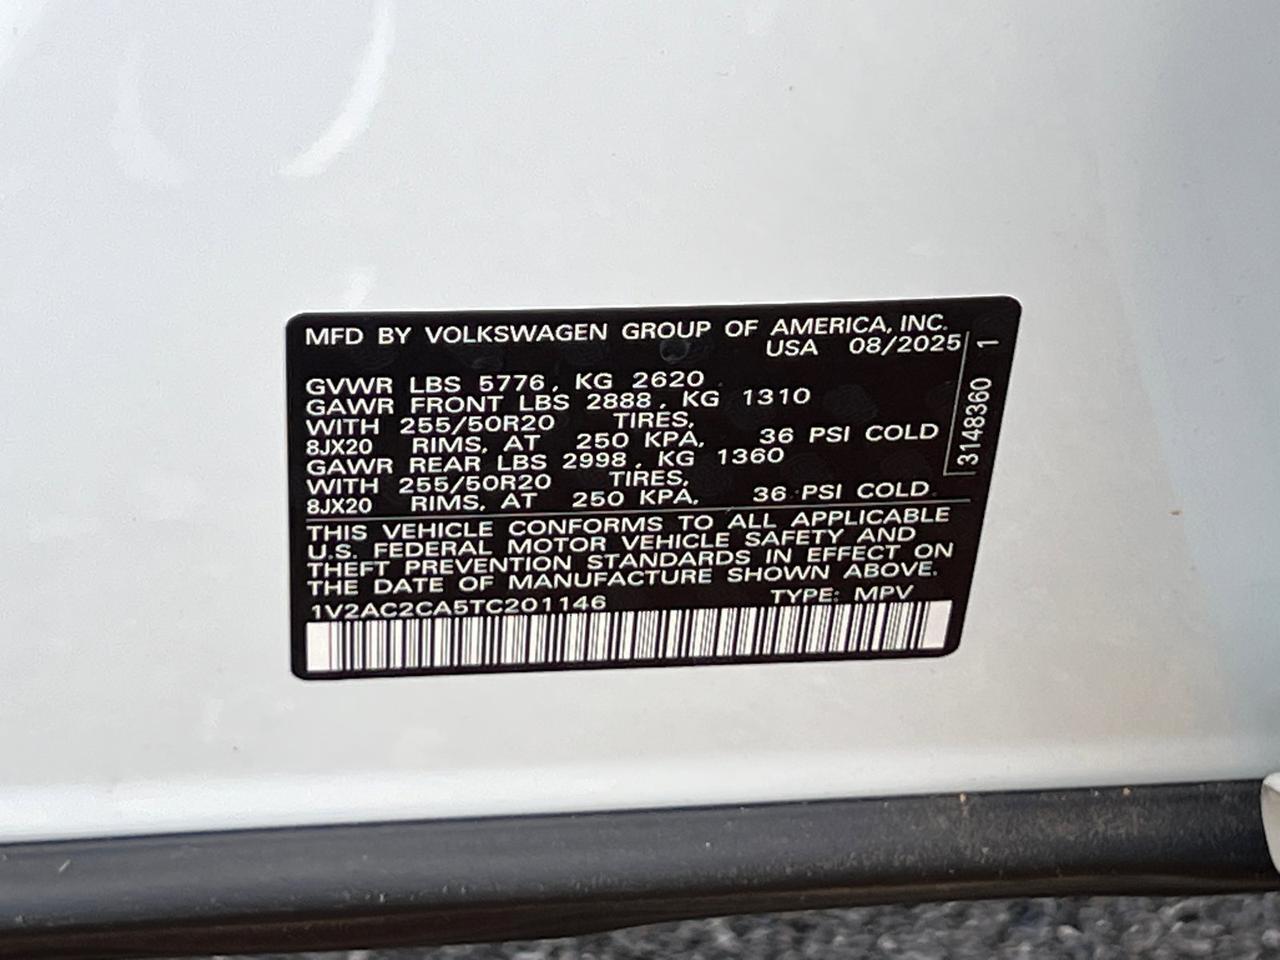 MFD BY VOLKSWAGEN GROUP OF AMERICA, INC.
USA 08/2025
GVWR LBS 5776, KG 2620
GAWR FRONT LBS 2888, KG 1310
WITH 255/50R20 TIRES,
8JX20 RIMS, AT 250 KPA, 36 PSI COLD
GAWR REAR LBS 2998, KG 1360
WITH 255/50R20 TIRES,
8JX20 RIMS, AT 250 KPA, 36 PSI COLD
THIS VEHICLE CONFORMS TO ALL APPLICABLE
U.S. FEDERAL MOTOR VEHICLE SAFETY AND
THEFT PREVENTION STANDARDS IN EFFECT ON
THE DATE OF MANUFACTURE SHOWN ABOVE.
1V2AC2CA5TC201146 TYPE: MPV
3148360 1